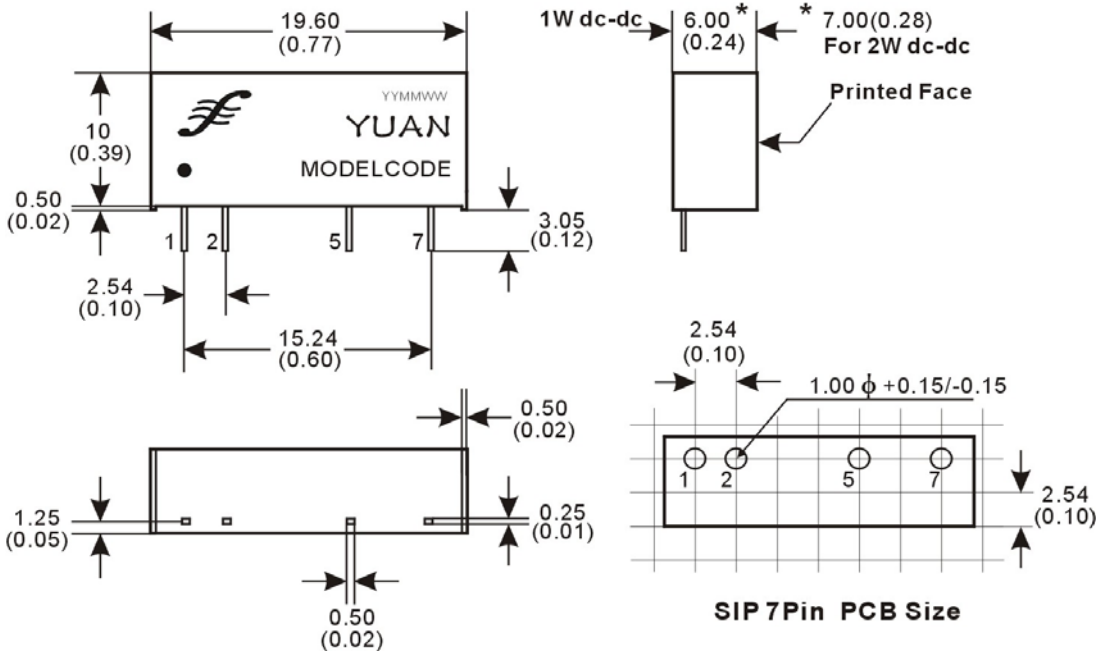 19.60
(0.77)
1W dc-dc
6.00 *
(0.24)
* 7.00(0.28)
For 2W dc-dc
Printed Face
YYMMWW
YUAN
MODELCODE
10
(0.39)
0.50
(0.02)
1 2 5 7
3.05
(0.12)
2.54
(0.10)
15.24
(0.60)
2.54
(0.10)
1.00 ϕ +0.15/-0.15
1 2 5 7
2.54
(0.10)
SIP 7Pin PCB Size
0.50
(0.02)
1.25
(0.05)
0.25
(0.01)
0.50
(0.02)